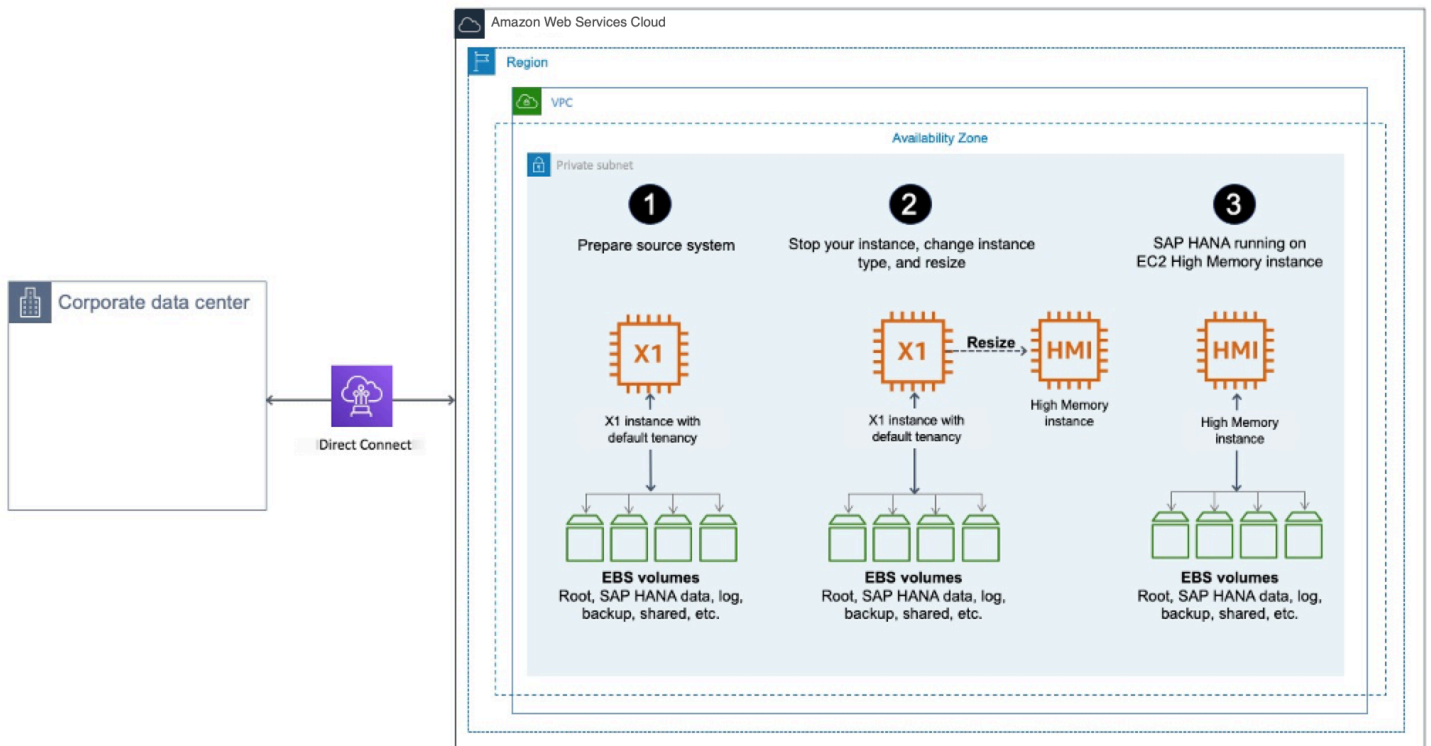 Amazon Web Services Cloud
Region
VPC
Availability Zone
Private subnet
1
Prepare source system
2
Stop your instance, change instance
type, and resize
3
SAP HANA running on
EC2 High Memory instance
Corporate data center
Direct Connect
X1
X1 instance with
default tenancy
EBS volumes
Root, SAP HANA data, log,
backup, shared, etc.
X1
Resize
HMI
High Memory
instance
X1 instance with
default tenancy
EBS volumes
Root, SAP HANA data, log,
backup, shared, etc.
HMI
High Memory
instance
EBS volumes
Root, SAP HANA data, log,
backup, shared, etc.